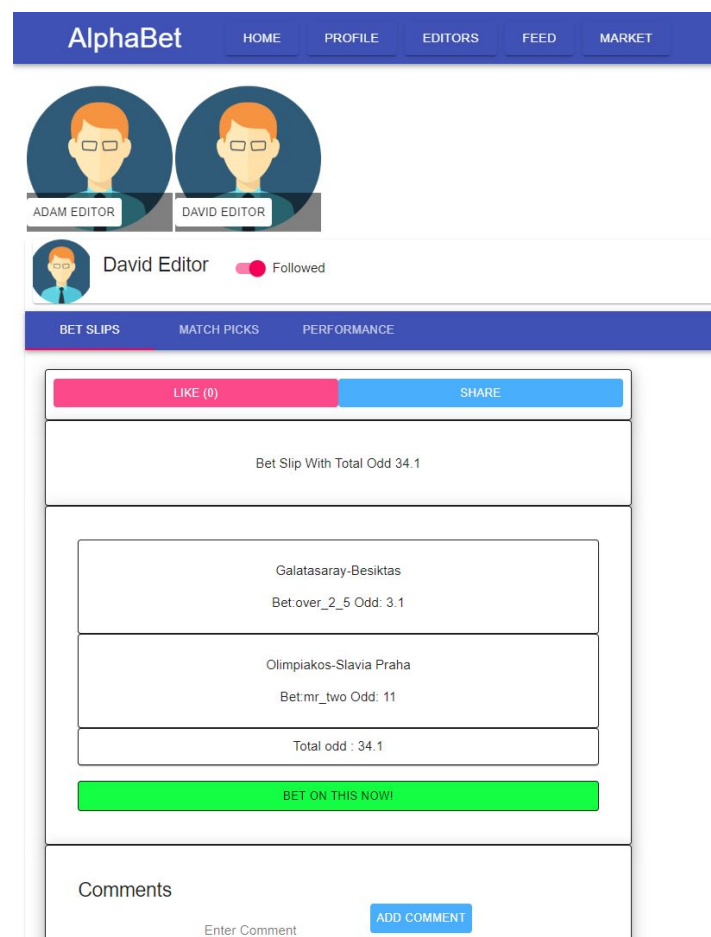 AlphaBet HOME PROFILE EDITORS FEED MARKET
ADAM EDITOR DAVID EDITOR
David Editor Followed
BET SLIPS MATCH PICKS PERFORMANCE
LIKE (0) SHARE
Bet Slip With Total Odd 34.1
Galatasaray-Besiktas
Bet:over_2_5 Odd: 3.1
Olimpiakos-Slavia Praha
Bet:mr_two Odd: 11
Total odd : 34.1
BET ON THIS NOW!
Comments
Enter Comment ADD COMMENT